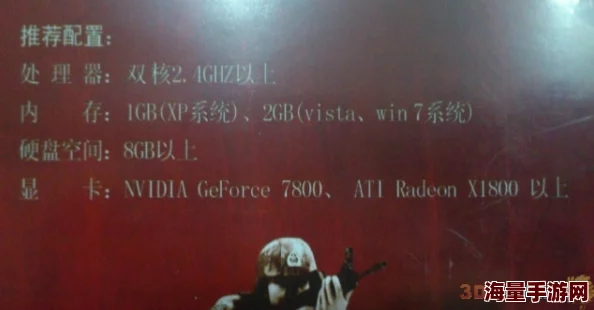 推荐配置:
处 理 器: 双核2.4GHZ以上
内 存: 1GB(XP系统)、2GB(vista、win 7系统)
硬盘空间: 8GB以上
显 卡: NVIDIA GeForce 7800、 ATI Radeon X1800 以上
3D
海量手游网